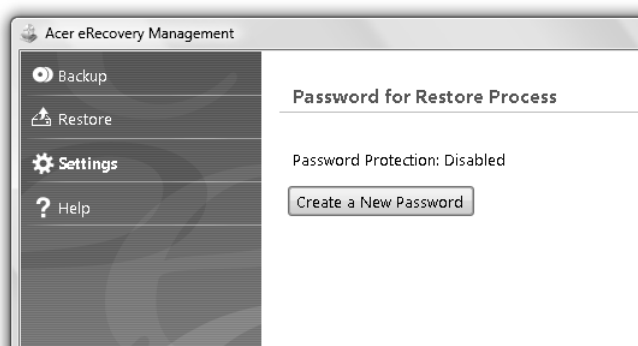 Acer eRecovery Management
Backup
Restore
Settings
? Help
Password for Restore Process
Password Protection: Disabled
Create a New Password